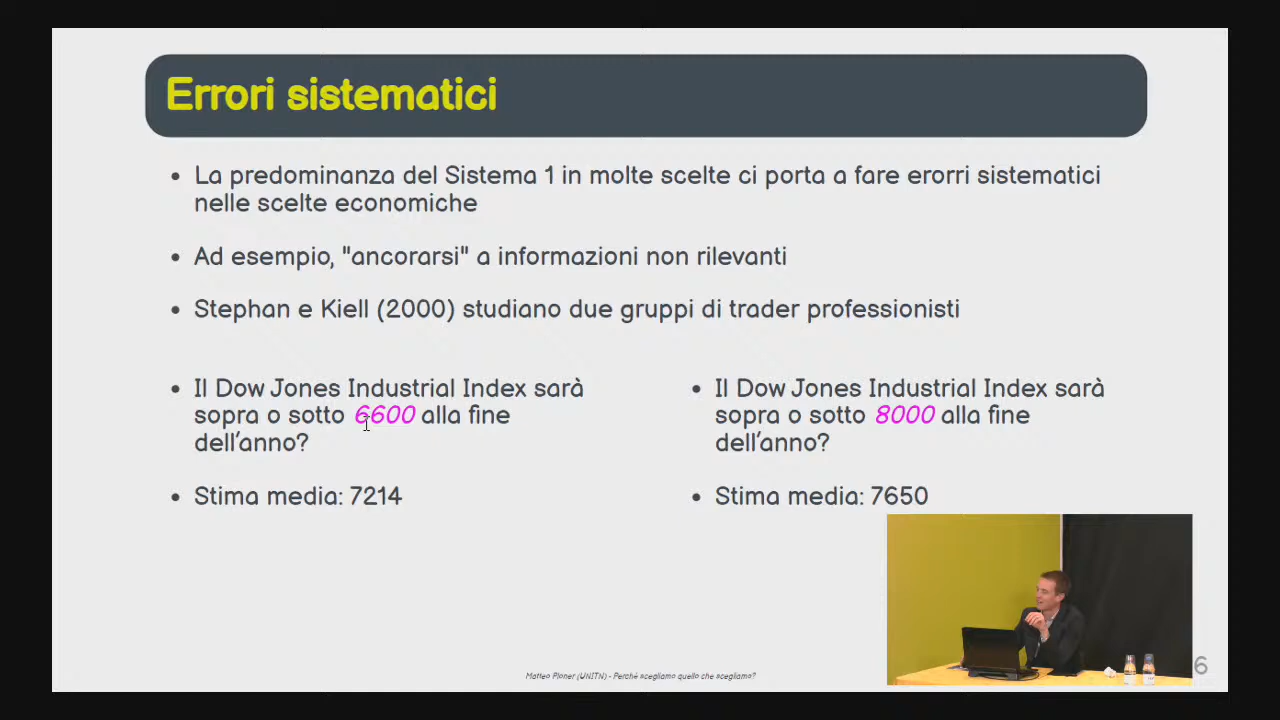 Errori sistematici
La predominanza del Sistema 1 in molte scelte ci porta a fare erorri sistematici
nelle scelte economiche
Ad esempio, "ancorarsi" a informazioni non rilevanti
Stephan e Kiell (2000) studiano due gruppi di trader professionisti
Il Dow Jones Industrial Index sarà
sopra o sotto 6600 alla fine
dell'anno?
Stima media: 7214
Il Dow Jones Industrial Index sarà
sopra o sotto 8000 alla fine
dell'anno?
Stima media: 7650
Matteo Ploner (UNITN) - Perché scegliamo quello che scegliamo?
6